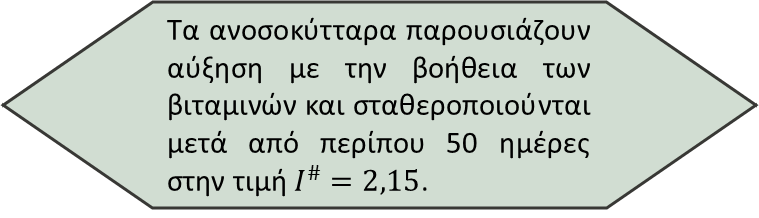 Τα ανοσοκύτταρα παρουσιάζουν
αύξηση με την βοήθεια των
βιταμινών και σταθεροποιούνται
μετά από περίπου 50 ημέρες
στην τιμή I# = 2,15.